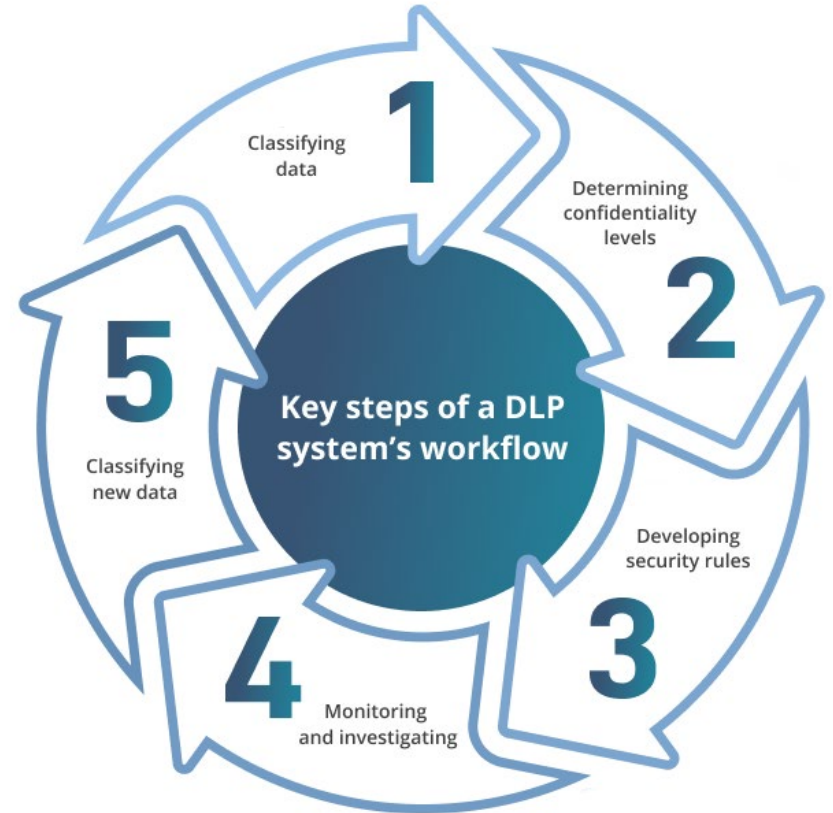 1
Classifying
data
2
Determining
confidentiality
levels
3
Developing
security rules
4
Monitoring
and investigating
5
Classifying
new data
Key steps of a DLP
system’s workflow